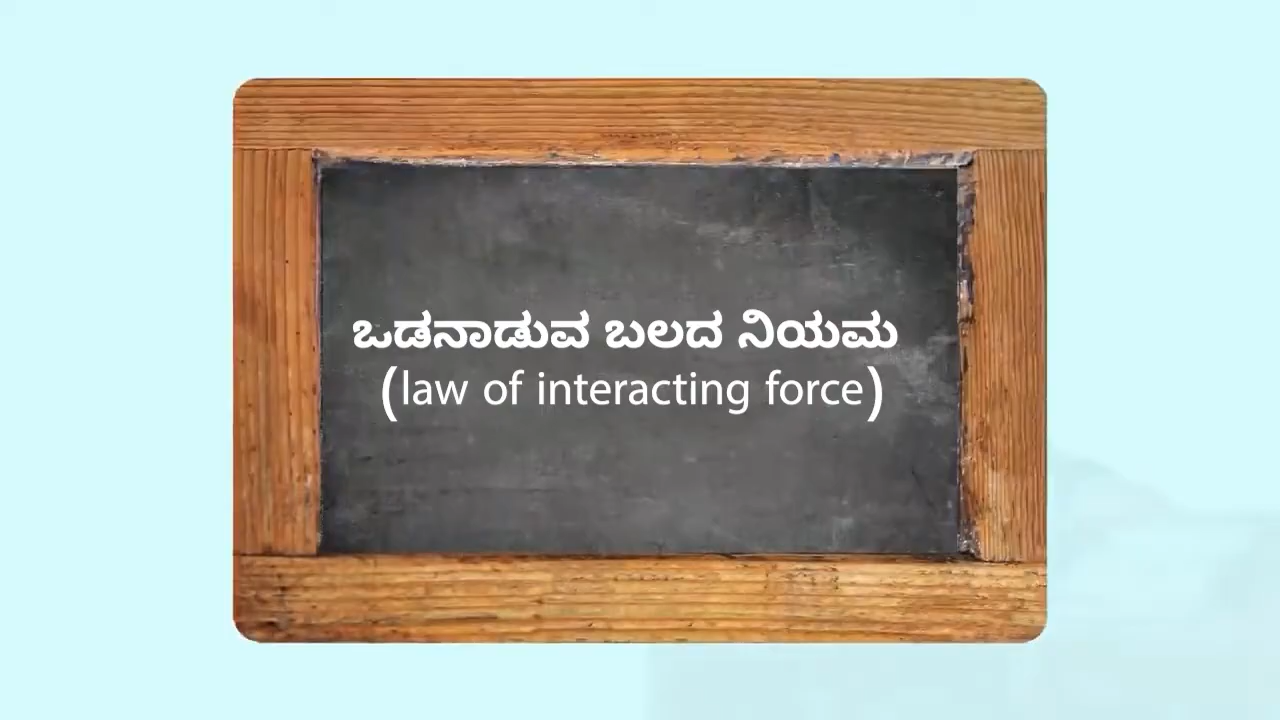 ಒಡನಾಡುವ ಬಲದ ನಿಯಮ
(law of interacting force)